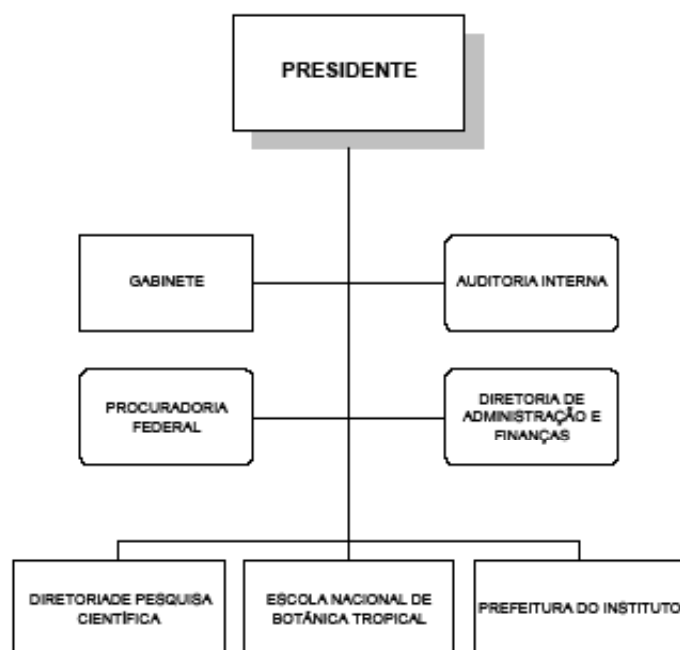 PRESIDENTE
GABINETE
AUDITORIA INTERNA
PROCURADORIA
FEDERAL
DIRETORIA DE
ADMINISTRAÇÃO E
FINANÇAS
DIRETORIADE PESQUISA
CIENTÍFICA
ESCOLA NACIONAL DE
BOTÂNICA TROPICAL
PREFEITURA DO INSTITUTO